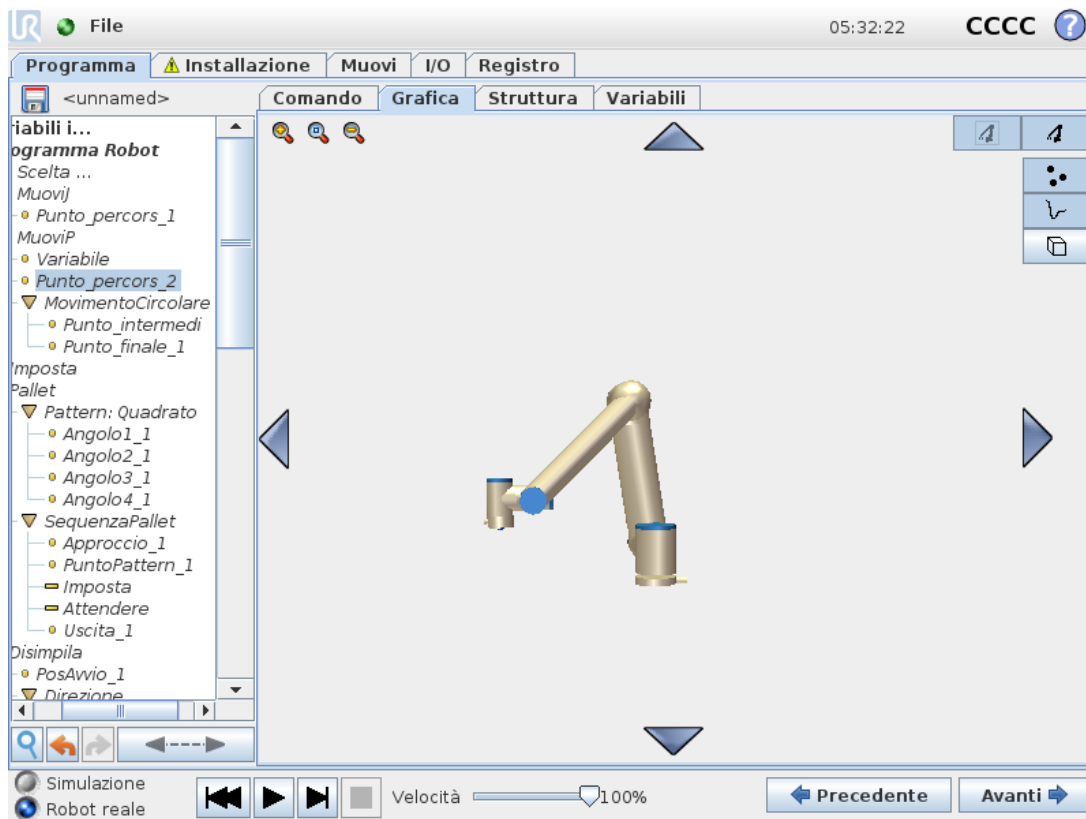 UR File 05:32:22 CCCC ?
Programma Installazione Muovi I/O Registro
<unnamed> Comando Grafica Struttura Variabili
iabili i...
ogramma Robot
Scelta ...
MuoviJ
Punto_percors_1
MuoviP
Variabile
Punto_percors_2
MovimentoCircolare
Punto_intermedi
Punto_finale_1
Imposta
Pallet
Pattern: Quadrato
Angolo1_1
Angolo2_1
Angolo3_1
Angolo4_1
SequenzaPallet
Approccio_1
PuntoPattern_1
Imposta
Attendere
Uscita_1
Disimpila
PosAvvio_1
Direzione
Simulazione
Robot reale
Velocità 100% Precedente Avanti